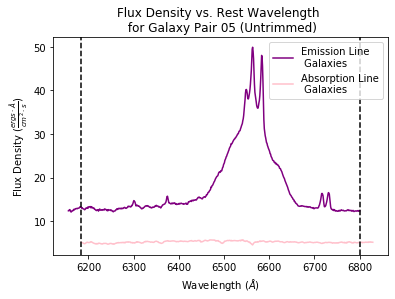 Flux Density vs. Rest Wavelength
for Galaxy Pair 05 (Untrimmed)
Emission Line
Galaxies
Absorption Line
Galaxies
Flux Density (ergs · Å / cm² · s)
50
40
30
20
10
6200
6300
6400
6500
6600
6700
6800
Wavelength (Å)